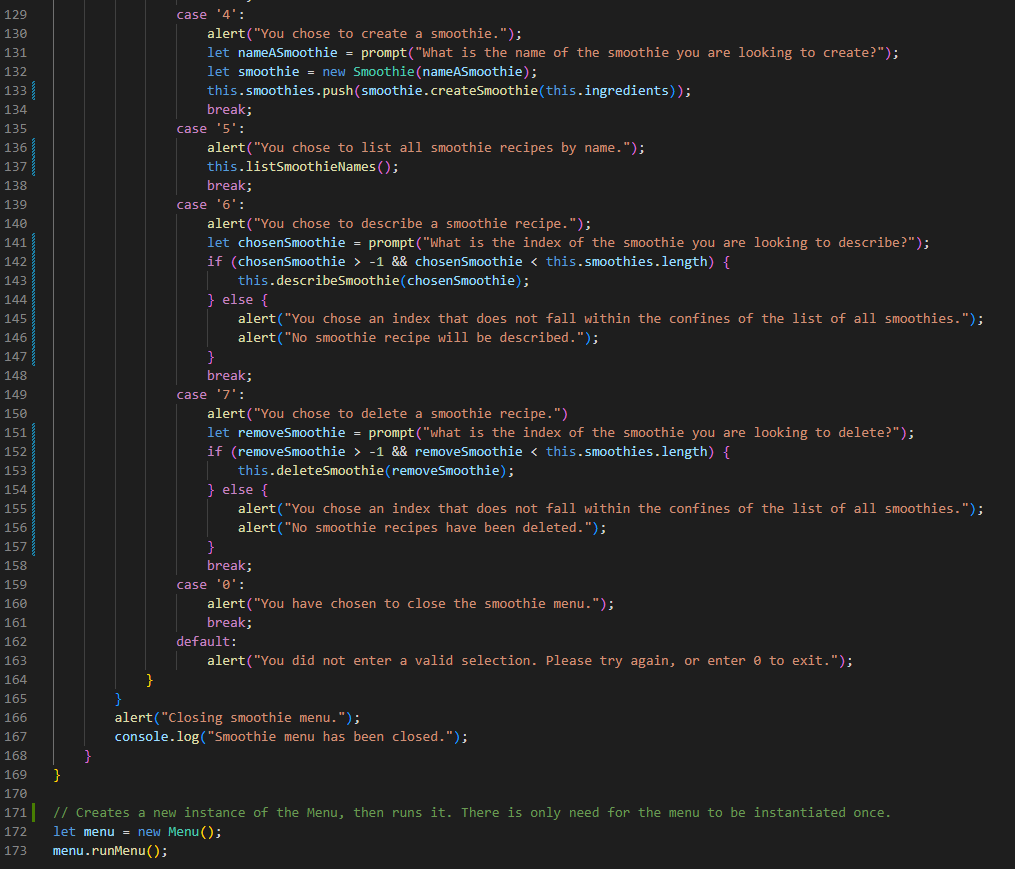 129 case '4':
130 alert("You chose to create a smoothie.");
131 let nameASmoothie = prompt("What is the name of the smoothie you are looking to create?");
132 let smoothie = new Smoothie(nameASmoothie);
133 this.smoothies.push(smoothie.createSmoothie(this.ingredients));
134 break;
135 case '5':
136 alert("You chose to list all smoothie recipes by name.");
137 this.listSmoothieNames();
138 break;
139 case '6':
140 alert("You chose to describe a smoothie recipe.");
141 let chosenSmoothie = prompt("What is the index of the smoothie you are looking to describe?");
142 if (chosenSmoothie > -1 && chosenSmoothie < this.smoothies.length) {
143 this.describeSmoothie(chosenSmoothie);
144 } else {
145 alert("You chose an index that does not fall within the confines of the list of all smoothies.");
146 alert("No smoothie recipe will be described.");
147 }
148 break;
149 case '7':
150 alert("You chose to delete a smoothie recipe.")
151 let removeSmoothie = prompt("what is the index of the smoothie you are looking to delete?");
152 if (removeSmoothie > -1 && removeSmoothie < this.smoothies.length) {
153 this.deleteSmoothie(removeSmoothie);
154 } else {
155 alert("You chose an index that does not fall within the confines of the list of all smoothies.");
156 alert("No smoothie recipes have been deleted.");
157 }
158 break;
159 case '0':
160 alert("You have chosen to close the smoothie menu.");
161 break;
162 default:
163 alert("You did not enter a valid selection. Please try again, or enter 0 to exit.");
164 }
165 }
166 alert("Closing smoothie menu.");
167 console.log("Smoothie menu has been closed.");
168 }
169 }
170
171 // Creates a new instance of the Menu, then runs it. There is only need for the menu to be instantiated once.
172 let menu = new Menu();
173 menu.runMenu();